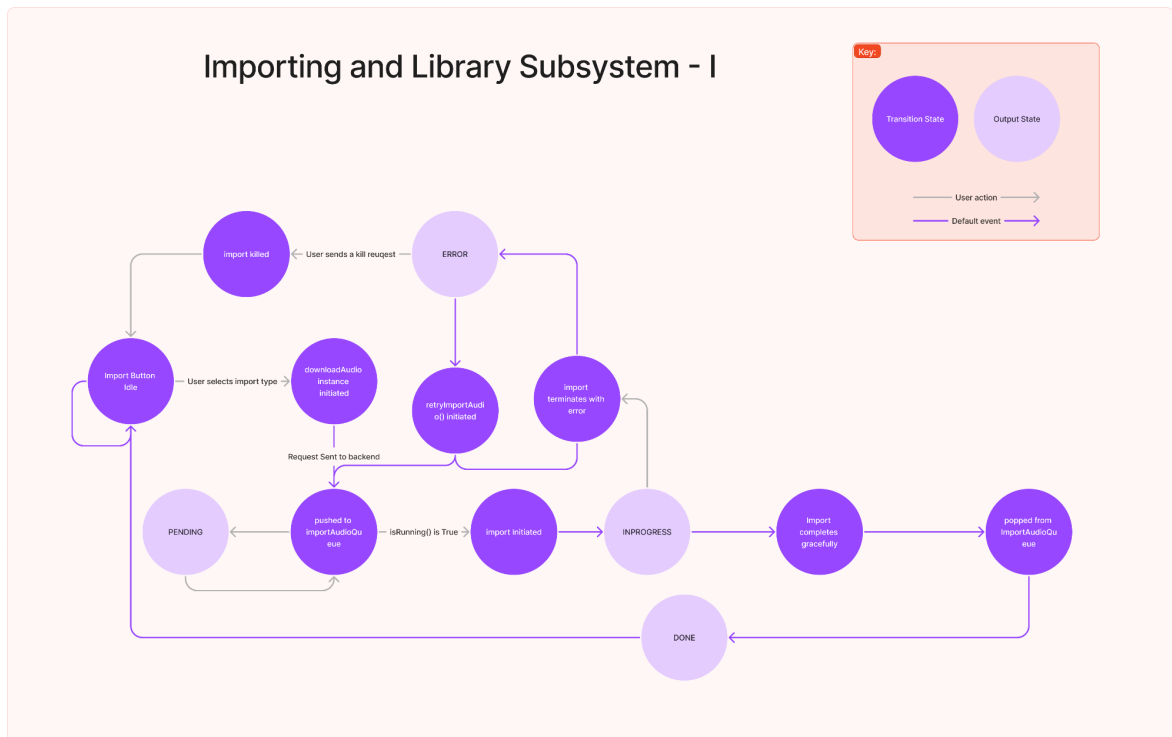 Importing and Library Subsystem - I
Key:
Transition State
Output State
User action
Default event
import killed
User sends a kill reuqest
ERROR
Import Button
Idle
User selects import type
downloadAudio
instance
initiated
retryImportAudi
o() initiated
import
terminates with
error
Request Sent to backend
PENDING
pushed to
importAudioQu
eue
isRunning() is True
import Initiated
INPROGRESS
Import
completes
gracefully
popped from
ImportAudioQu
eue
DONE